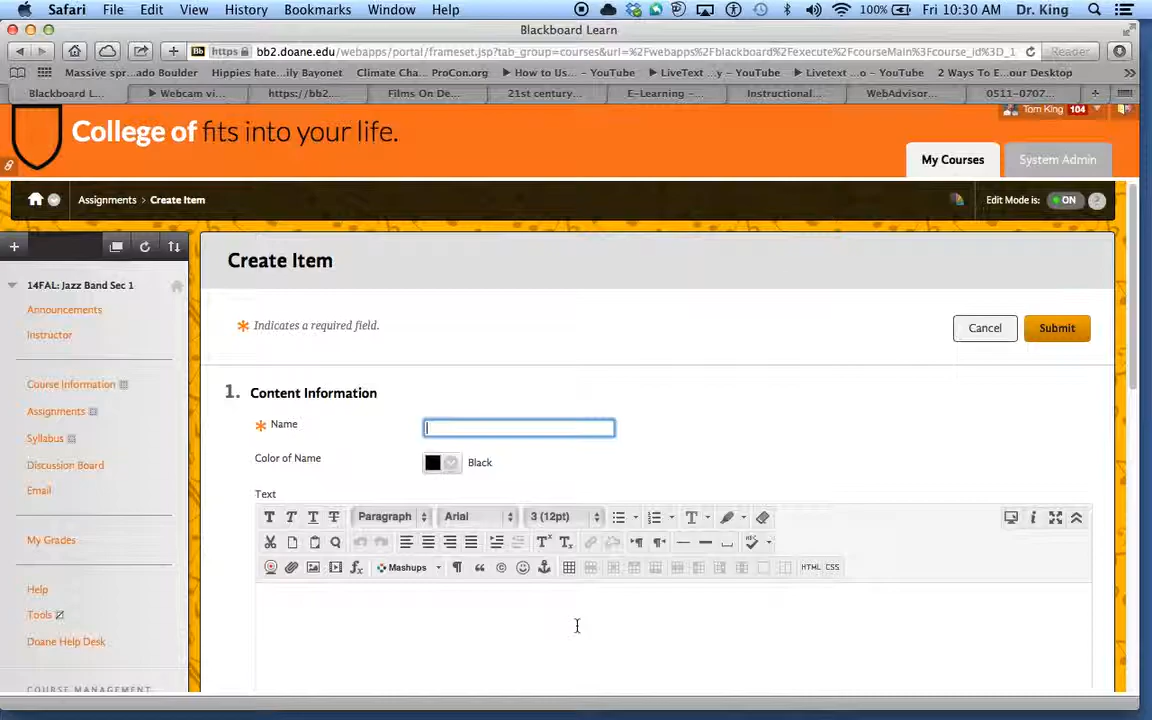 Safari File Edit View History Bookmarks Window Help 100% Fri 10:30 AM Dr. King
Blackboard Learn
https bb2.doane.edu/webapps/portal/frameset.jsp?tab_group=courses&url=%2Fwebapps%2Fblackboard%2Fexecute%2FcourseMain%3Fcourse_id%3D_1 Reader
Massive spr...ado Boulder Hippies hate...ily Bayonet Climate Cha... ProCon.org How to Us... - YouTube LiveText ...y – YouTube Livetext ...o – YouTube 2 Ways To E...our Desktop
Blackboard L... Webcam vi... https://bb2... Films On De... 21st century... E-Learning -... Instructional... WebAdvisor... 0511-0707...
Tom King 104
College of fits into your life.
My Courses System Admin
Assignments > Create Item Edit Mode is: ON ?
Create Item
14FAL: Jazz Band Sec 1
Announcements
Instructor
Course Information
Assignments
Syllabus
Discussion Board
Email
My Grades
Help
Tools
Doane Help Desk
COURSE MANAGEMENT
Indicates a required field.
Cancel Submit
1. Content Information
Name
Color of Name Black
Text
T T T T Paragraph Arial 3 (12pt) T i
Tx
fx Mashups HTML CSS